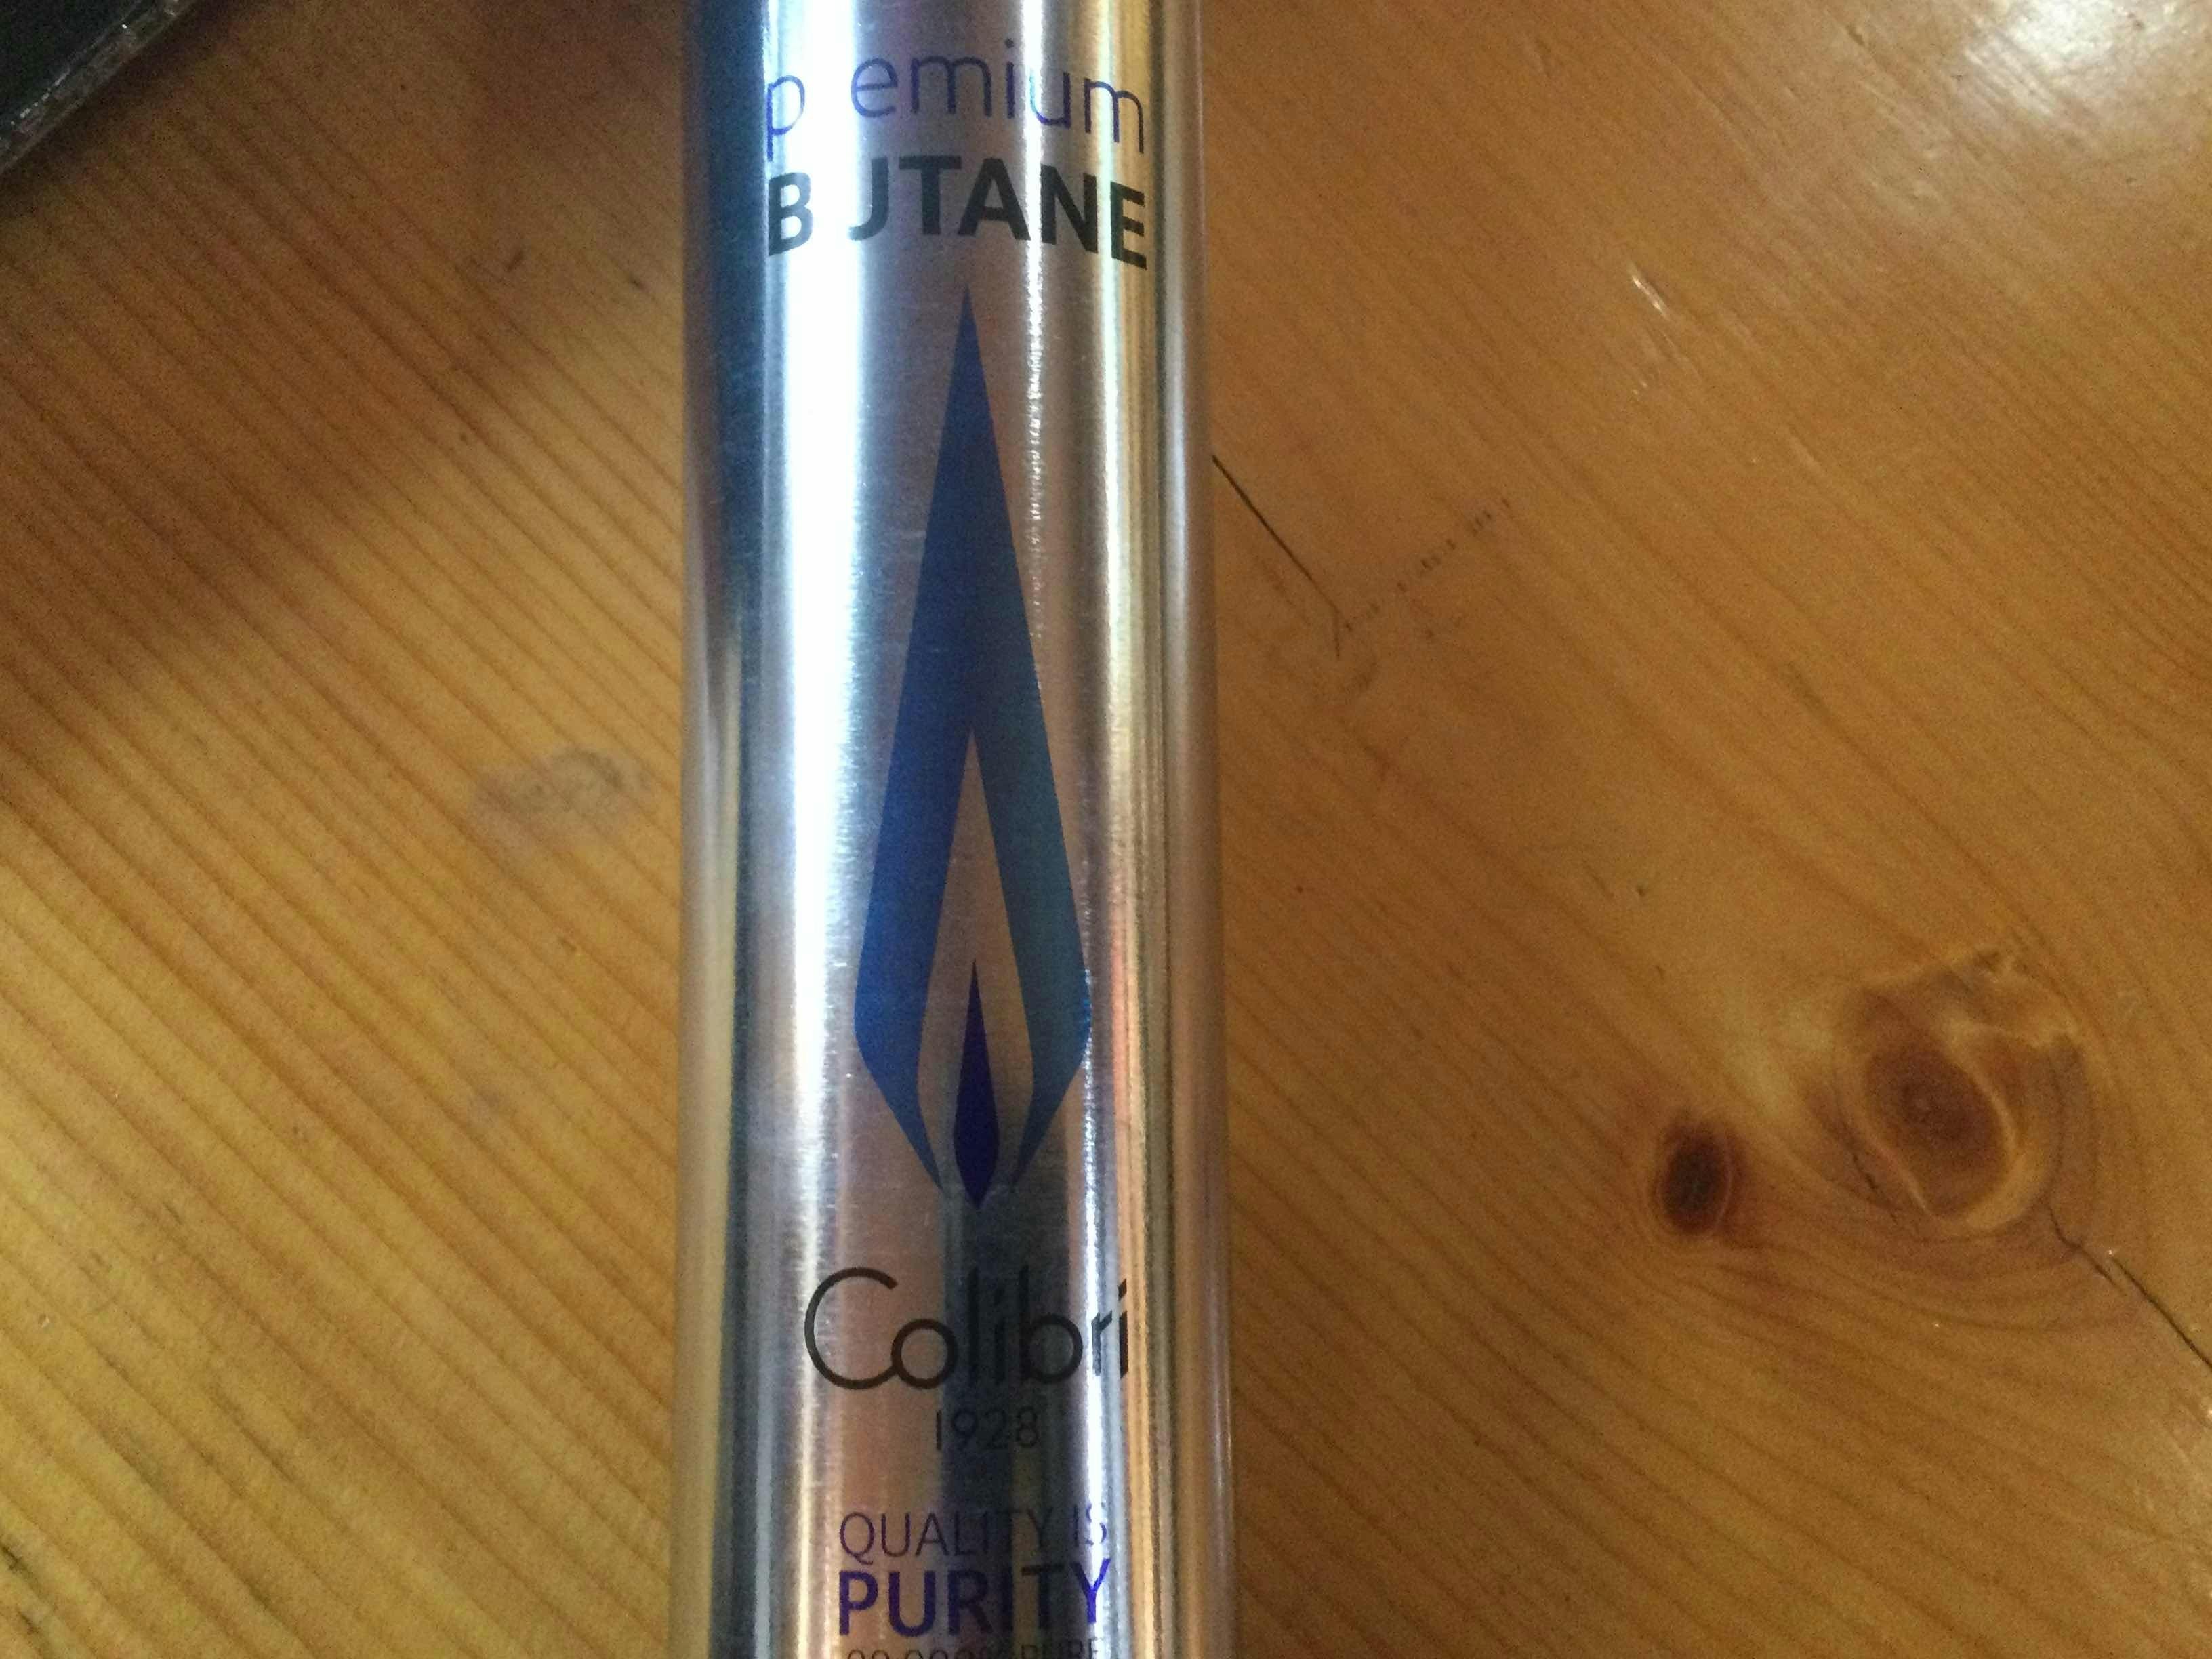 premium
BUTANE
Colibri
1928
QUALITY IS
PURITY